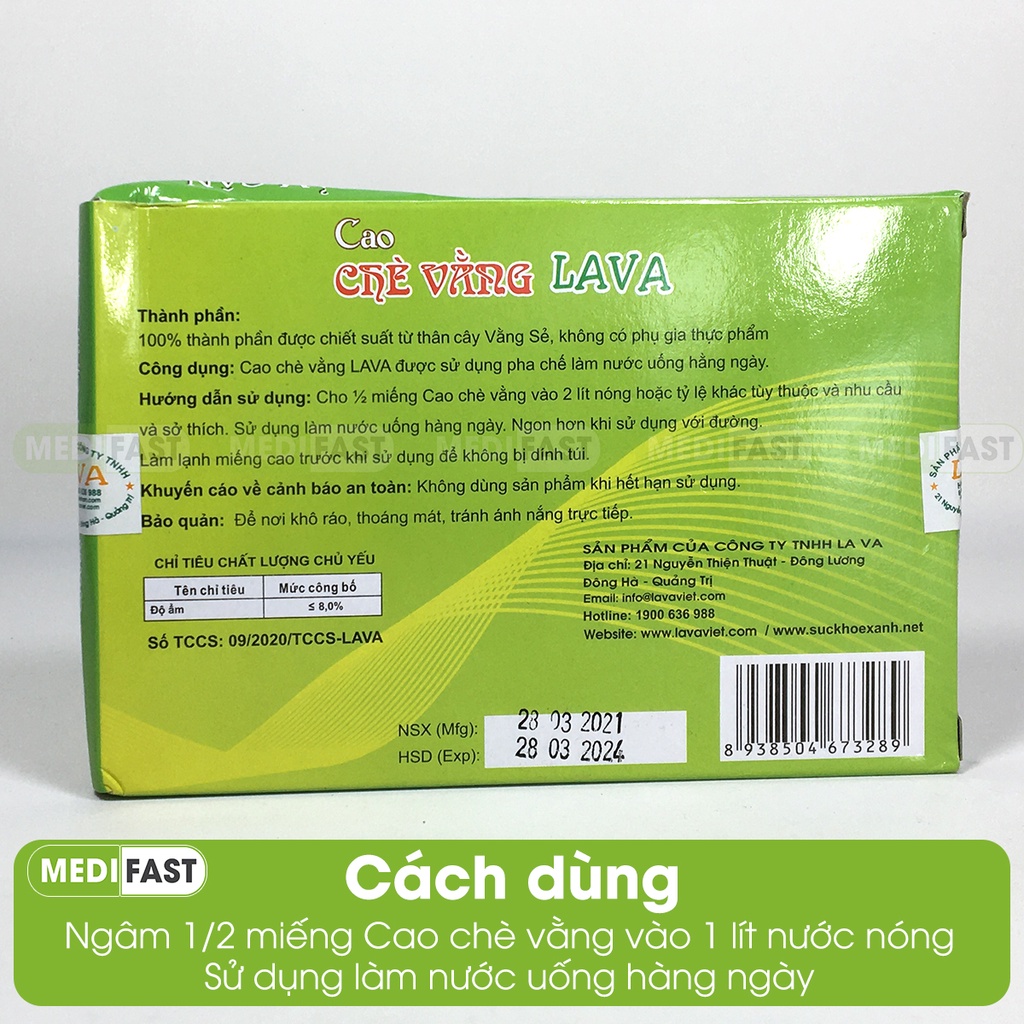 Cao
CHÈ VẰNG LAVA
Thành phần:
100% thành phần được chiết suất từ thân cây Vằng Sẻ, không có phụ gia thực phẩm
Công dụng: Cao chè vằng LAVA được sử dụng pha chế làm nước uống hằng ngày.
Hướng dẫn sử dụng: Cho ½ miếng Cao chè vằng vào 2 lít nóng hoặc tỷ lệ khác tùy thuộc và nhu cầu
và sở thích. Sử dụng làm nước uống hàng ngày. Ngon hơn khi sử dụng với đường.
MEDIFAST MEDIFAST MEDIFAST MEDIFAST MEDIFAST
Làm lạnh miếng cao trước khi sử dụng để không bị dính túi.
Khuyến cáo về cảnh báo an toàn: Không dùng sản phẩm khi hết hạn sử dụng.
Bảo quản: Để nơi khô ráo, thoáng mát, tránh ánh nắng trực tiếp.
CHỈ TIÊU CHẤT LƯỢNG CHỦ YẾU
Tên chỉ tiêu Mức công bố
Độ ẩm ≤ 8,0%
Số TCCS: 09/2020/TCCS-LAVA
SẢN PHẨM CỦA CÔNG TY TNHH LA VA
Địa chỉ: 21 Nguyễn Thiện Thuật - Đông Lương
Đông Hà - Quảng Trị
Email: info@lavaviet.com
Hotline: 1900 636 988
Website: www.lavaviet.com / www.suckhoexanh.net
NSX (Mfg): 28 03 2021
HSD (Exp): 28 03 2024
8 938504 673289
MEDIFAST
Cách dùng
Ngâm 1/2 miếng Cao chè vằng vào 1 lít nước nóng
Sử dụng làm nước uống hàng ngày